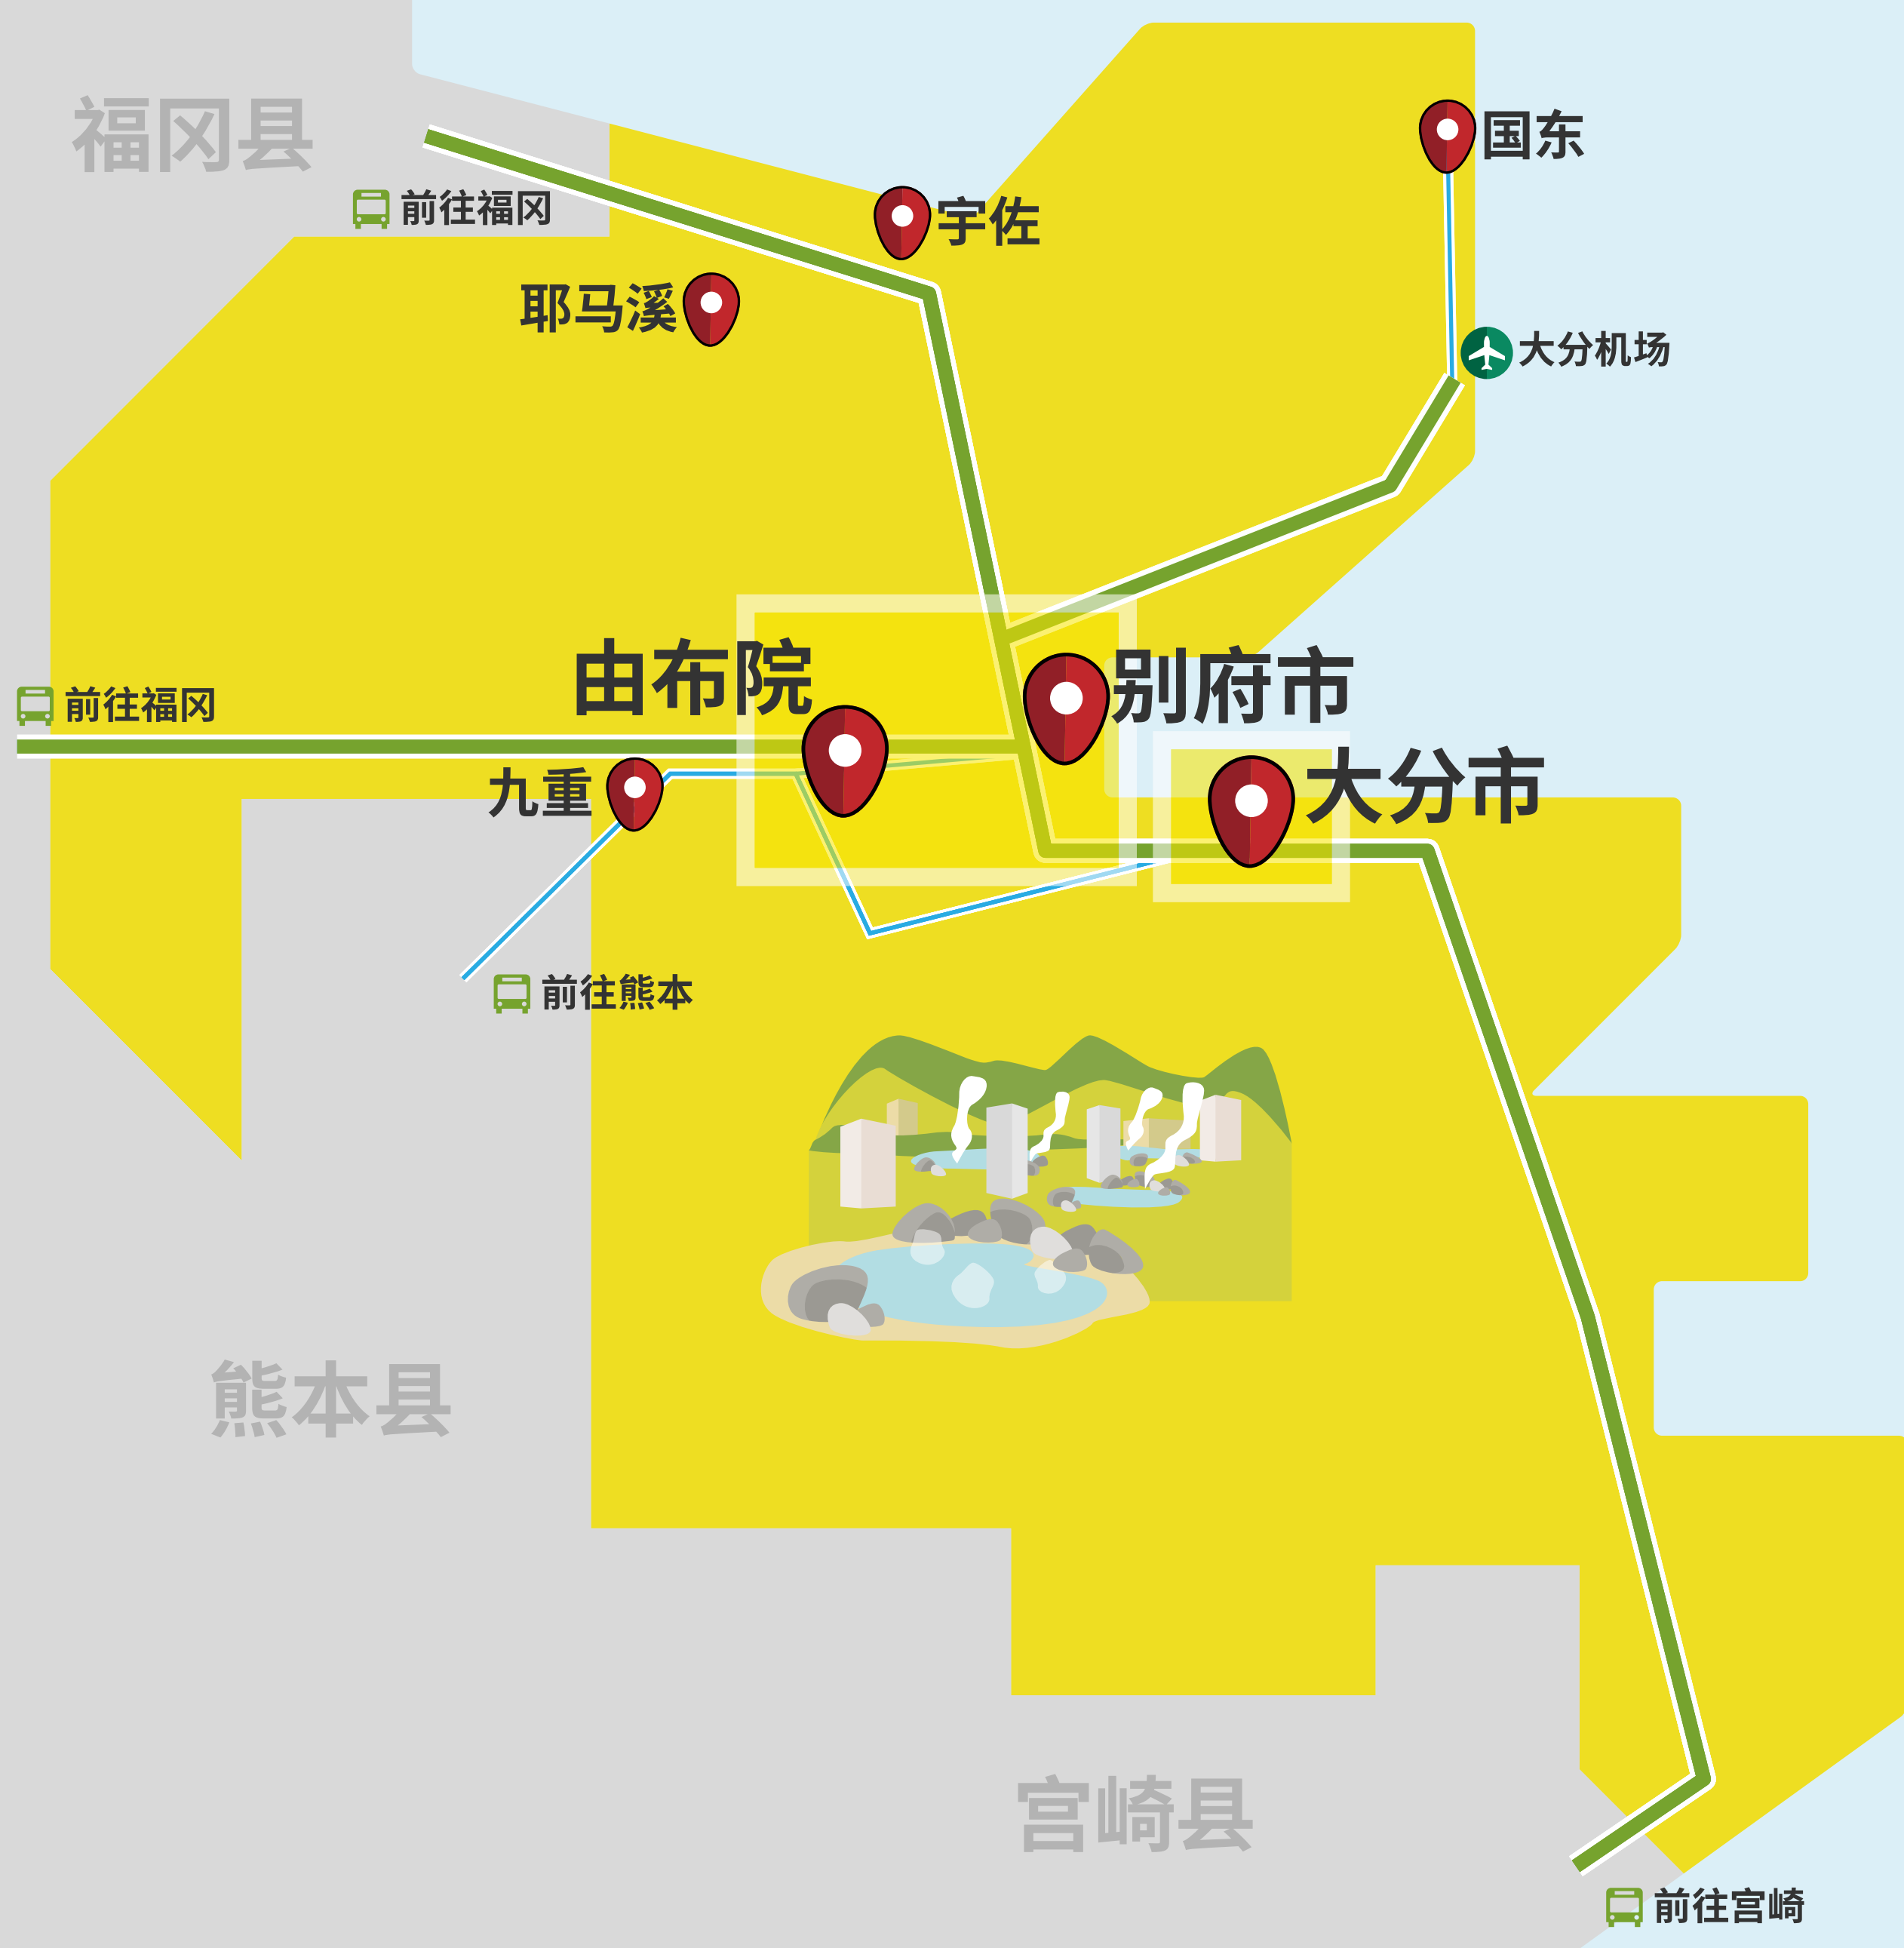 福冈县
国东
前往福冈
宇佐
耶马溪
大分机场
由布院
别府市
前往福冈
大分市
九重
前往熊本
熊本县
宫崎县
前往宫崎